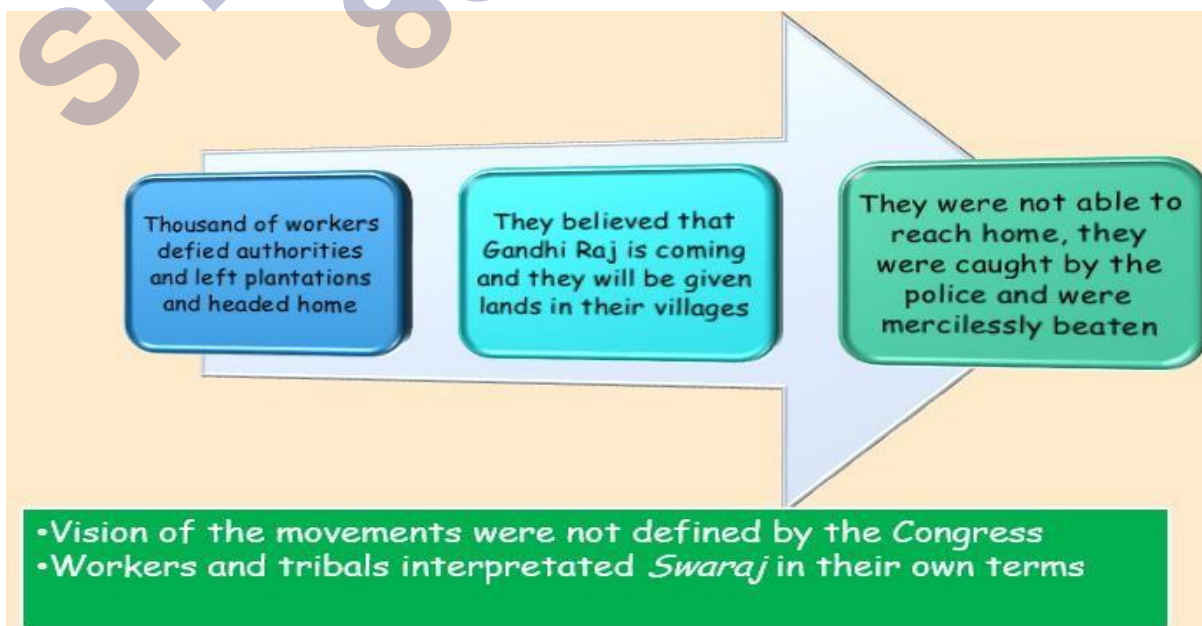 Thousand of workers
defied authorities
and left plantations
and headed home
They believed that
Gandhi Raj is coming
and they will be given
lands in their villages
They were not able to
reach home, they
were caught by the
police and were
mercilessly beaten
•Vision of the movements were not defined by the Congress
•Workers and tribals interpretated Swaraj in their own terms